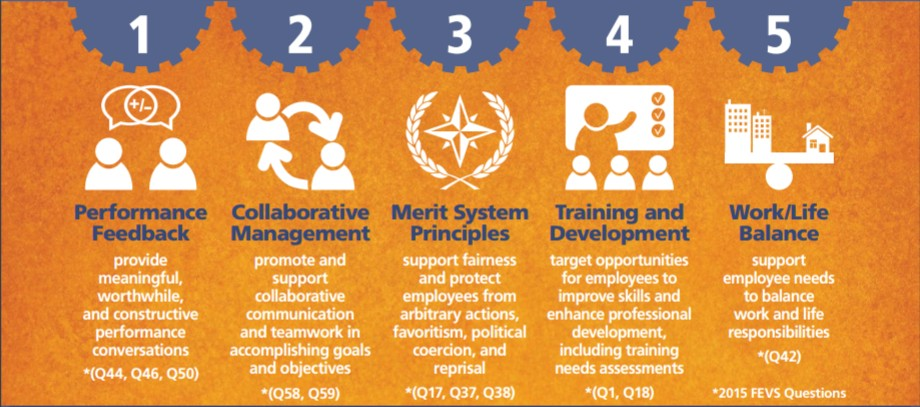 1
2
3
4
5
+/-
Performance
Feedback
provide
meaningful,
worthwhile,
and constructive
performance
conversations
*(Q44, Q46, Q50)
Collaborative
Management
promote and
support
collaborative
communication
and teamwork in
accomplishing goals
and objectives
*(Q58, Q59)
Merit System
Principles
support fairness
and protect
employees from
arbitrary actions,
favoritism, political
coercion, and
reprisal
*(Q17, Q37, Q38)
Training and
Development
target opportunities
for employees to
improve skills and
enhance professional
development,
including training
needs assessments
*(Q1, Q18)
Work/Life
Balance
support
employee needs
to balance
work and life
responsibilities
*(Q42)
*2015 FEVS Questions